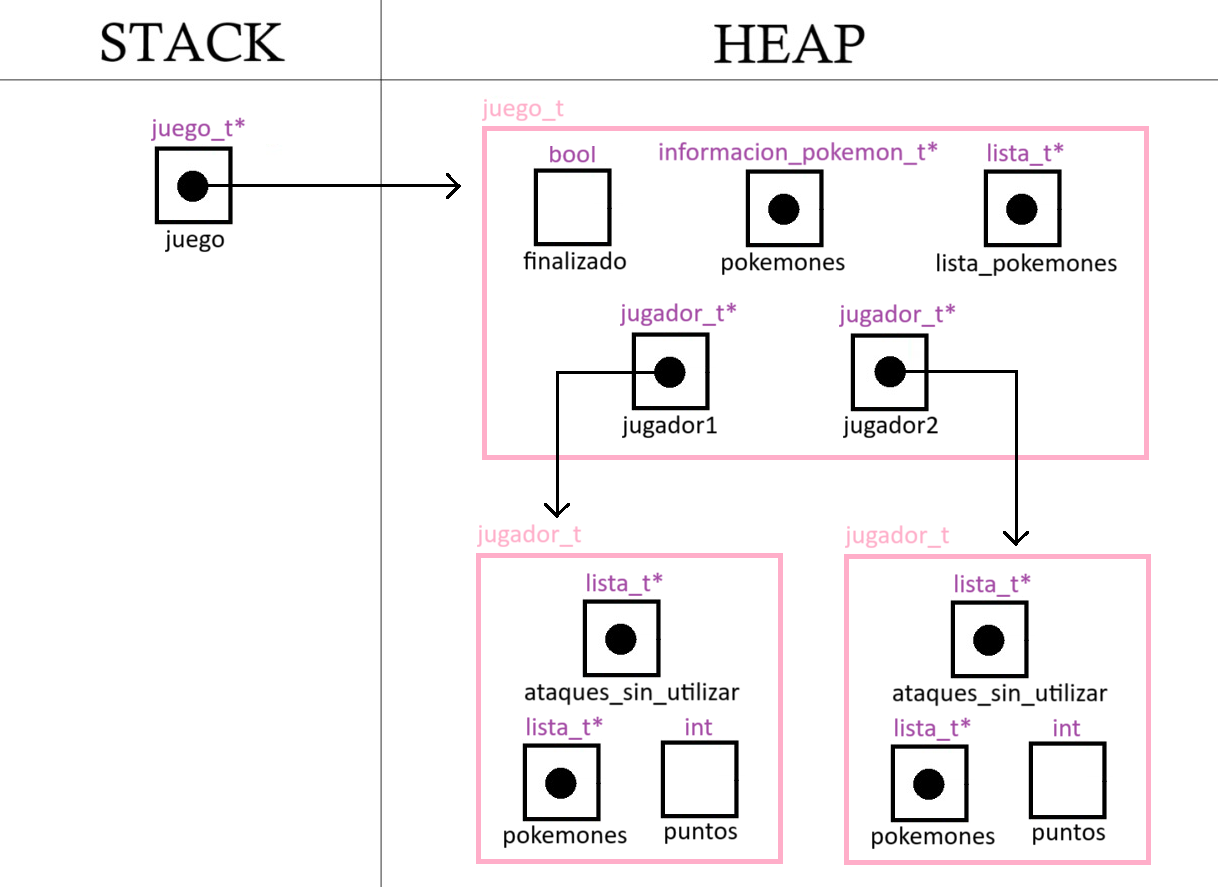 STACK
HEAP
juego_t*
juego
juego_t
bool
finalizado
informacion_pokemon_t*
pokemones
lista_t*
lista_pokemones
jugador_t*
jugador1
jugador_t*
jugador2
jugador_t
lista_t*
ataques_sin_utilizar
lista_t*
pokemones
int
puntos
jugador_t
lista_t*
ataques_sin_utilizar
lista_t*
pokemones
int
puntos